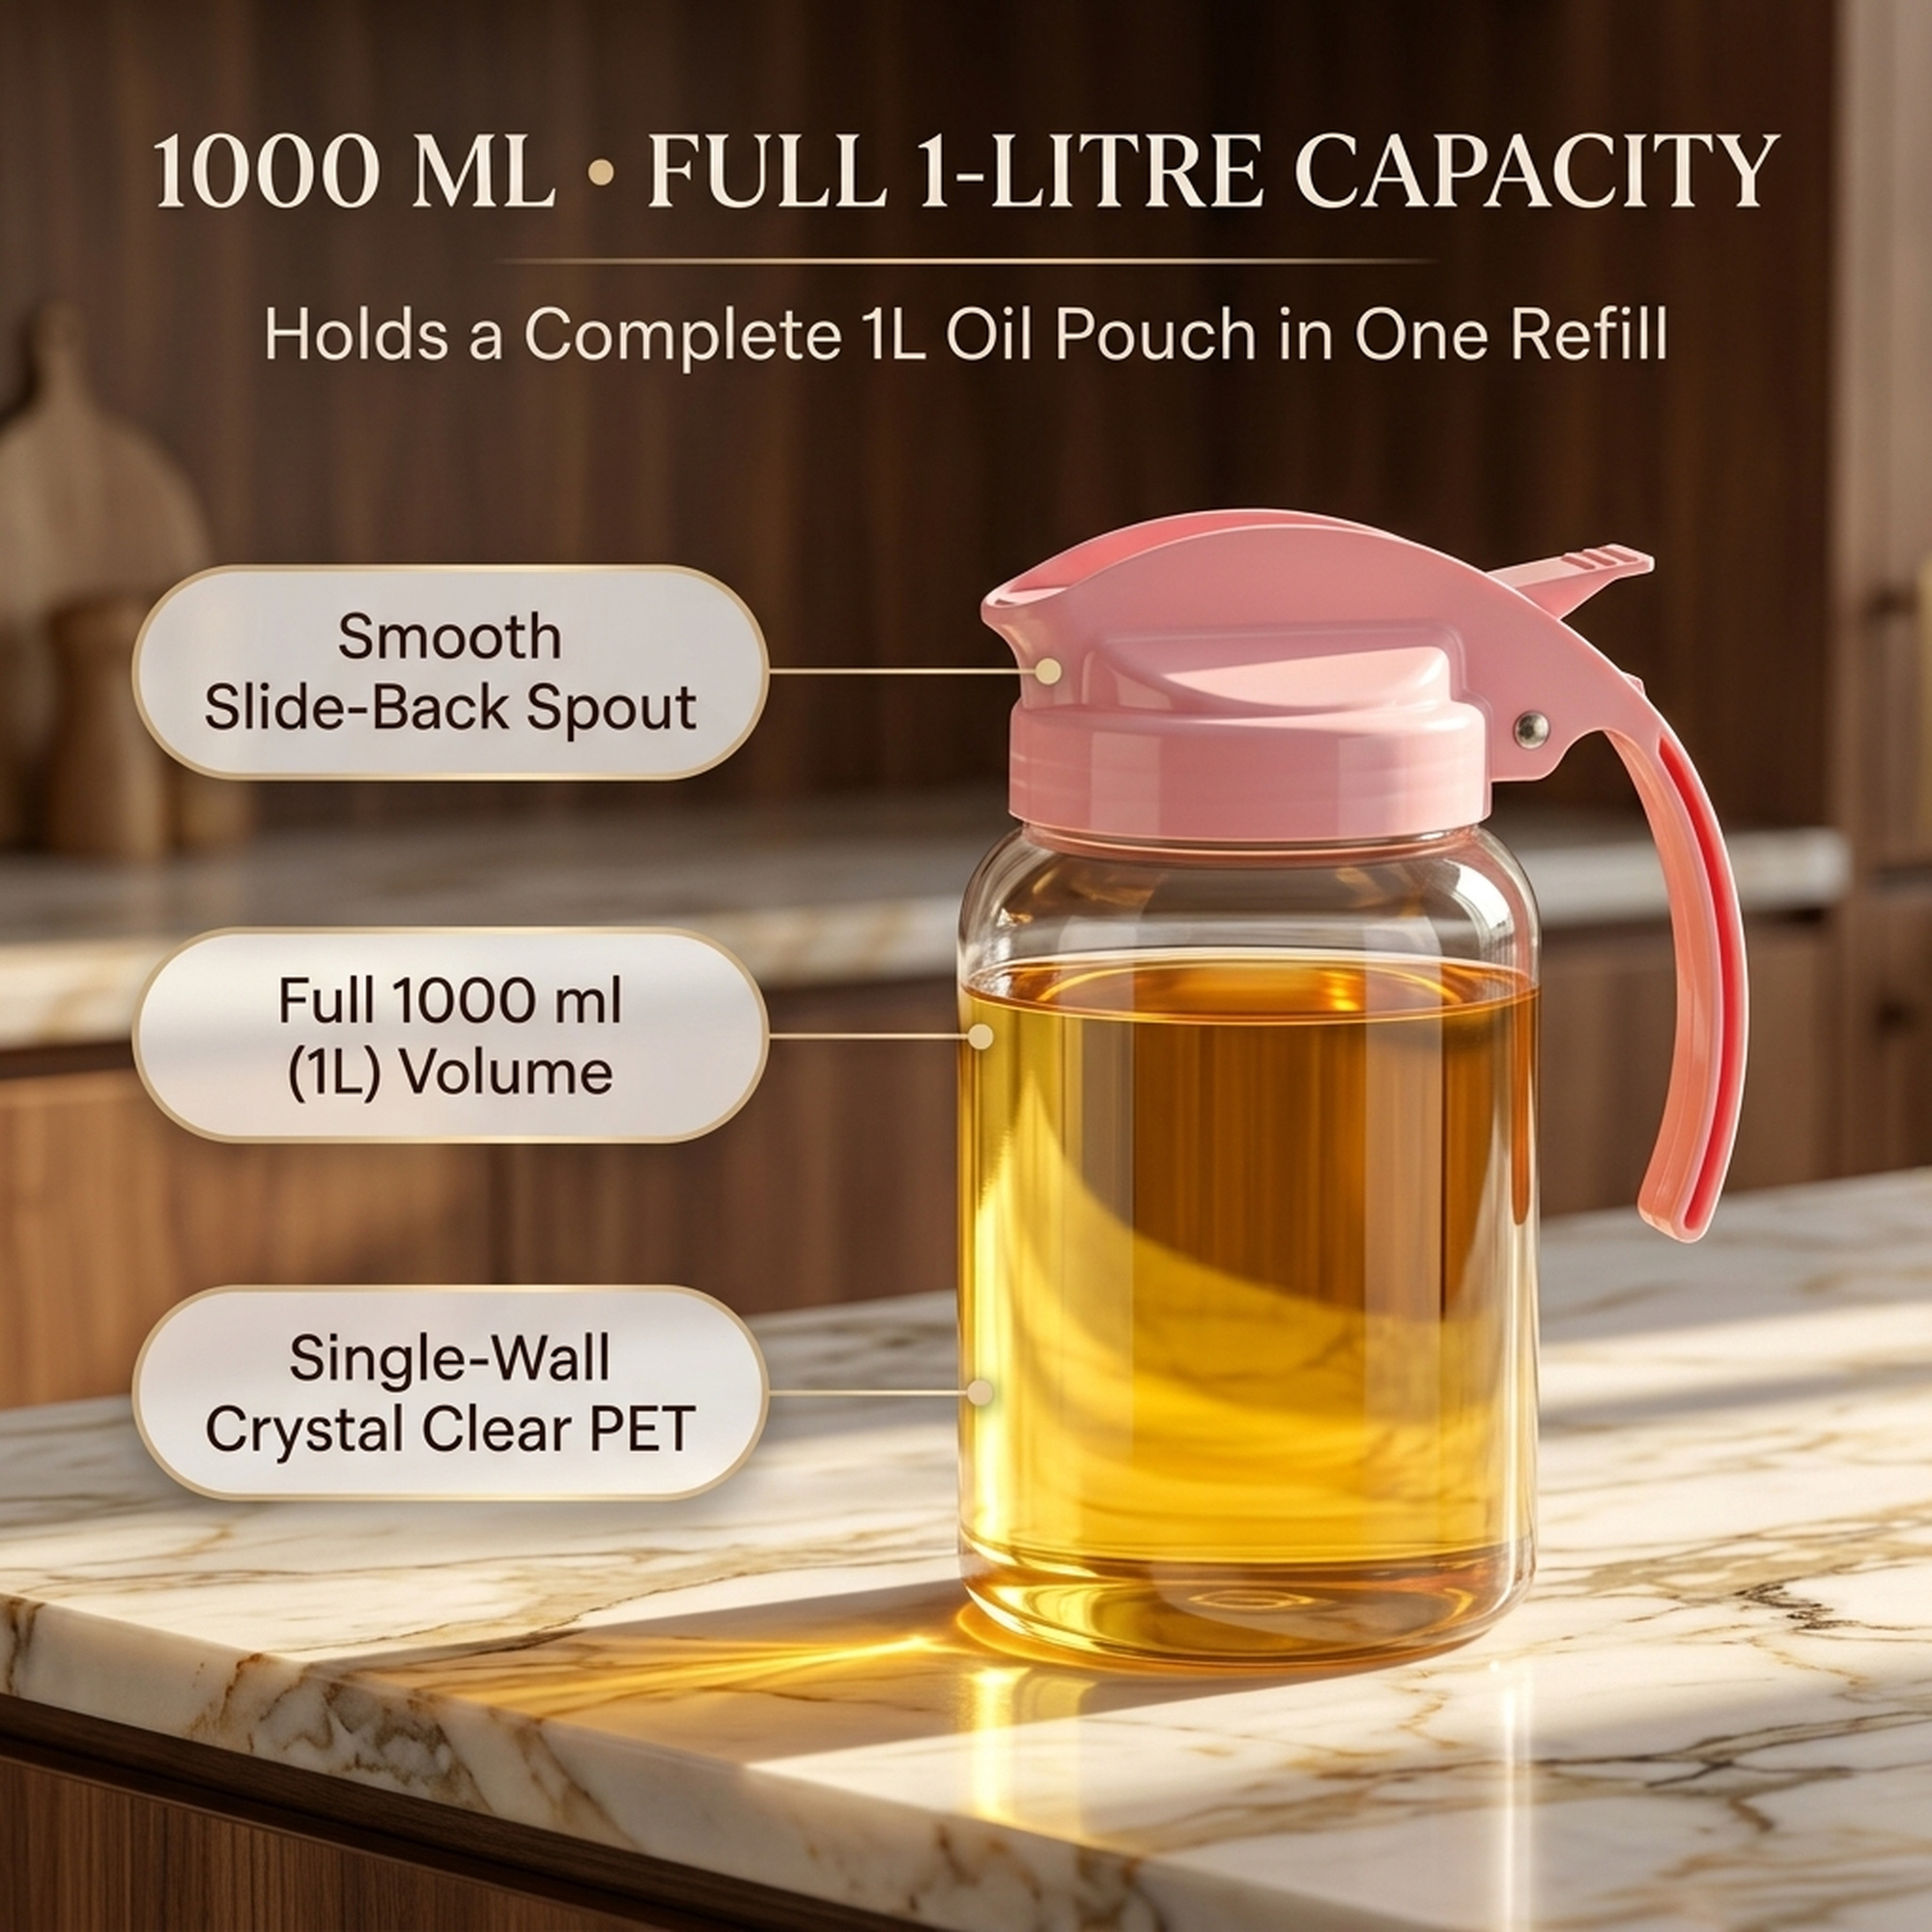 1000 ML • FULL 1-LITRE CAPACITY
Holds a Complete 1L Oil Pouch in One Refill
Smooth
Slide-Back Spout
Full 1000 ml
(1L) Volume
Single-Wall
Crystal Clear PET